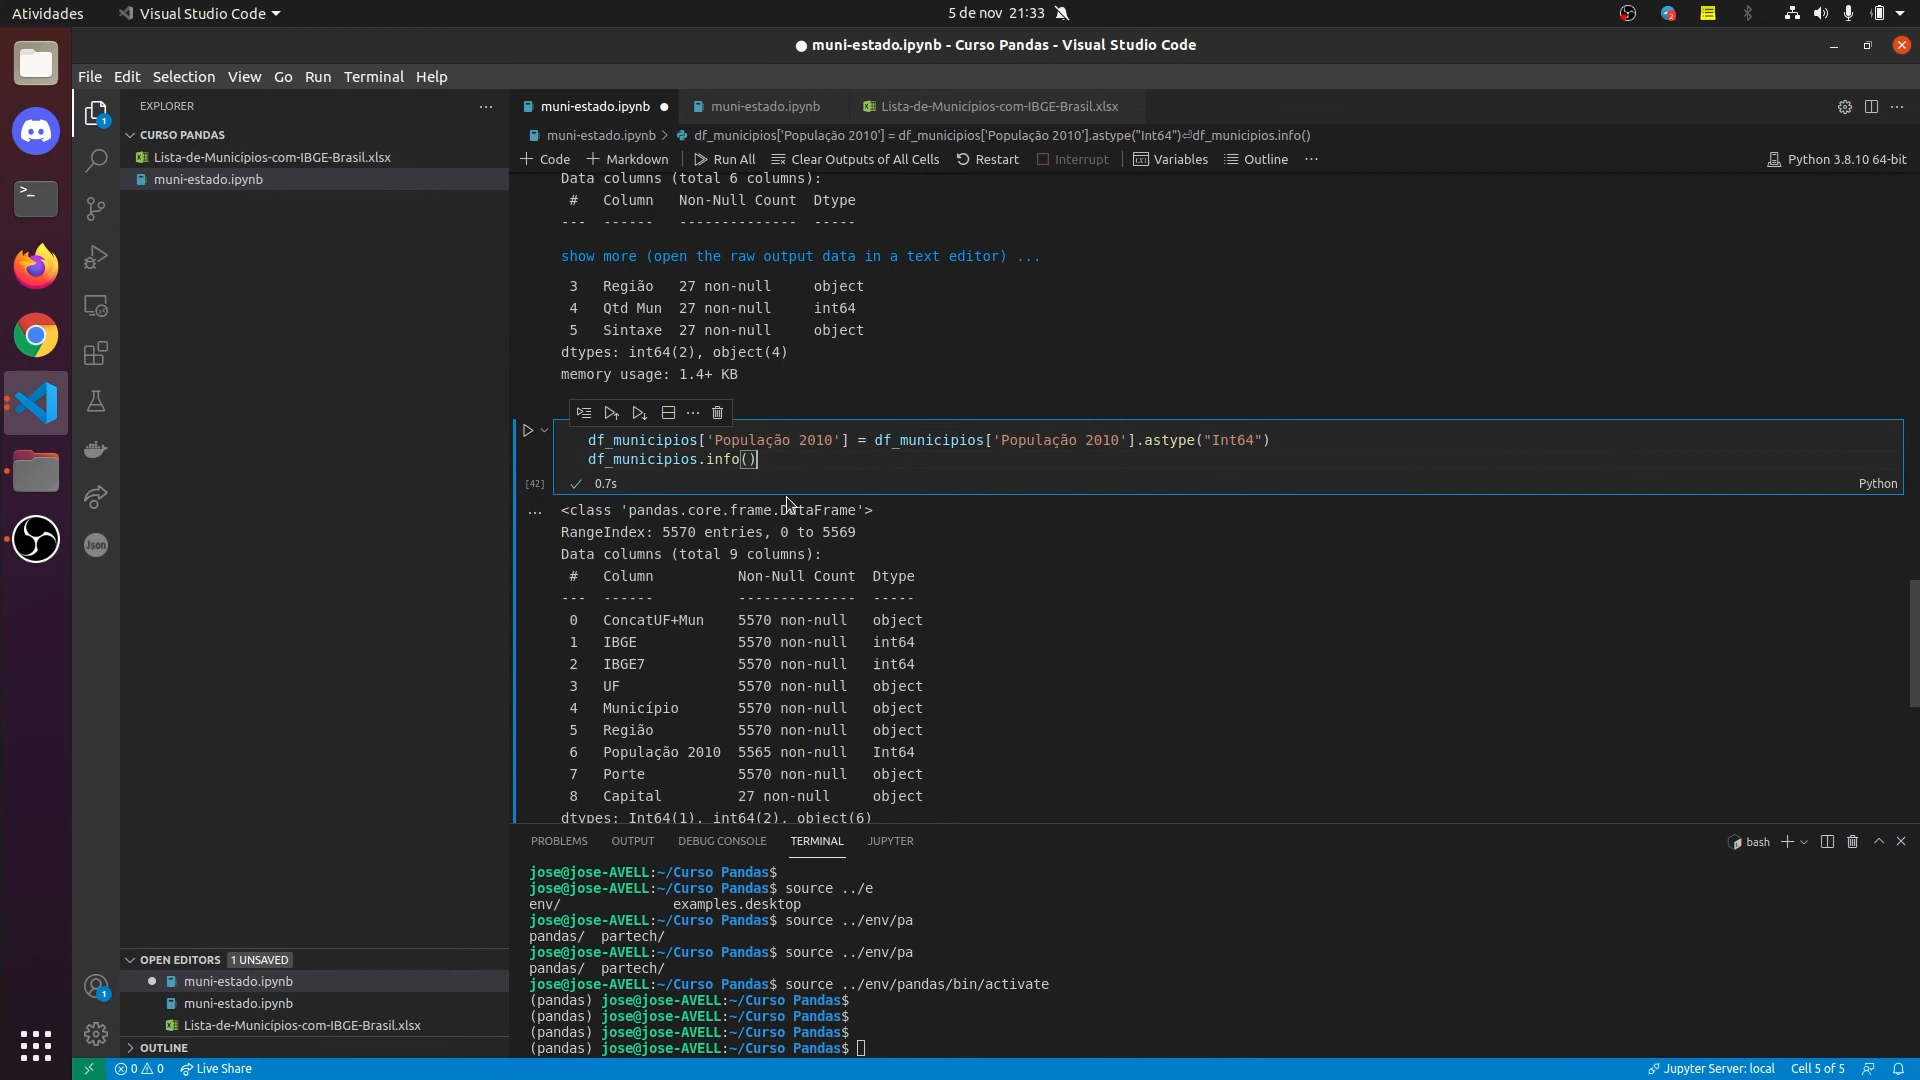 Atividades
Visual Studio Code
5 de nov 21:33
muni-estado.ipynb - Curso Pandas - Visual Studio Code
File Edit Selection View Go Run Terminal Help
EXPLORER
CURSO PANDAS
Lista-de-Municípios-com-IBGE-Brasil.xlsx
muni-estado.ipynb
muni-estado.ipynb
muni-estado.ipynb
Lista-de-Municípios-com-IBGE-Brasil.xlsx
muni-estado.ipynb > df_municipios['População 2010'] = df_municipios['População 2010'].astype("Int64")⏎df_municipios.info()
+ Code + Markdown Run All Clear Outputs of All Cells Restart Interrupt Variables Outline ...
Python 3.8.10 64-bit
Data columns (total 6 columns):
# Column Non-Null Count Dtype
--- ------ -------------- -----
show more (open the raw output data in a text editor) ...
3 Região 27 non-null object
4 Qtd Mun 27 non-null int64
5 Sintaxe 27 non-null object
dtypes: int64(2), object(4)
memory usage: 1.4+ KB
df_municipios['População 2010'] = df_municipios['População 2010'].astype("Int64")
df_municipios.info()
[42]
0.7s
Python
<class 'pandas.core.frame.DataFrame'>
RangeIndex: 5570 entries, 0 to 5569
Data columns (total 9 columns):
# Column Non-Null Count Dtype
--- ------ -------------- -----
0 ConcatUF+Mun 5570 non-null object
1 IBGE 5570 non-null int64
2 IBGE7 5570 non-null int64
3 UF 5570 non-null object
4 Município 5570 non-null object
5 Região 5570 non-null object
6 População 2010 5565 non-null Int64
7 Porte 5570 non-null object
8 Capital 27 non-null object
dtypes: Int64(1), int64(2), object(6)
PROBLEMS OUTPUT DEBUG CONSOLE TERMINAL JUPYTER
bash
jose@jose-AVELL:~/Curso Pandas$
jose@jose-AVELL:~/Curso Pandas$ source ../e
env/ examples.desktop
jose@jose-AVELL:~/Curso Pandas$ source ../env/pa
pandas/ partech/
jose@jose-AVELL:~/Curso Pandas$ source ../env/pa
pandas/ partech/
jose@jose-AVELL:~/Curso Pandas$ source ../env/pandas/bin/activate
(pandas) jose@jose-AVELL:~/Curso Pandas$
(pandas) jose@jose-AVELL:~/Curso Pandas$
(pandas) jose@jose-AVELL:~/Curso Pandas$
(pandas) jose@jose-AVELL:~/Curso Pandas$
Json
1
1
2
OPEN EDITORS 1 UNSAVED
muni-estado.ipynb
muni-estado.ipynb
Lista-de-Municípios-com-IBGE-Brasil.xlsx
OUTLINE
0 0 Live Share
Jupyter Server: local Cell 5 of 5